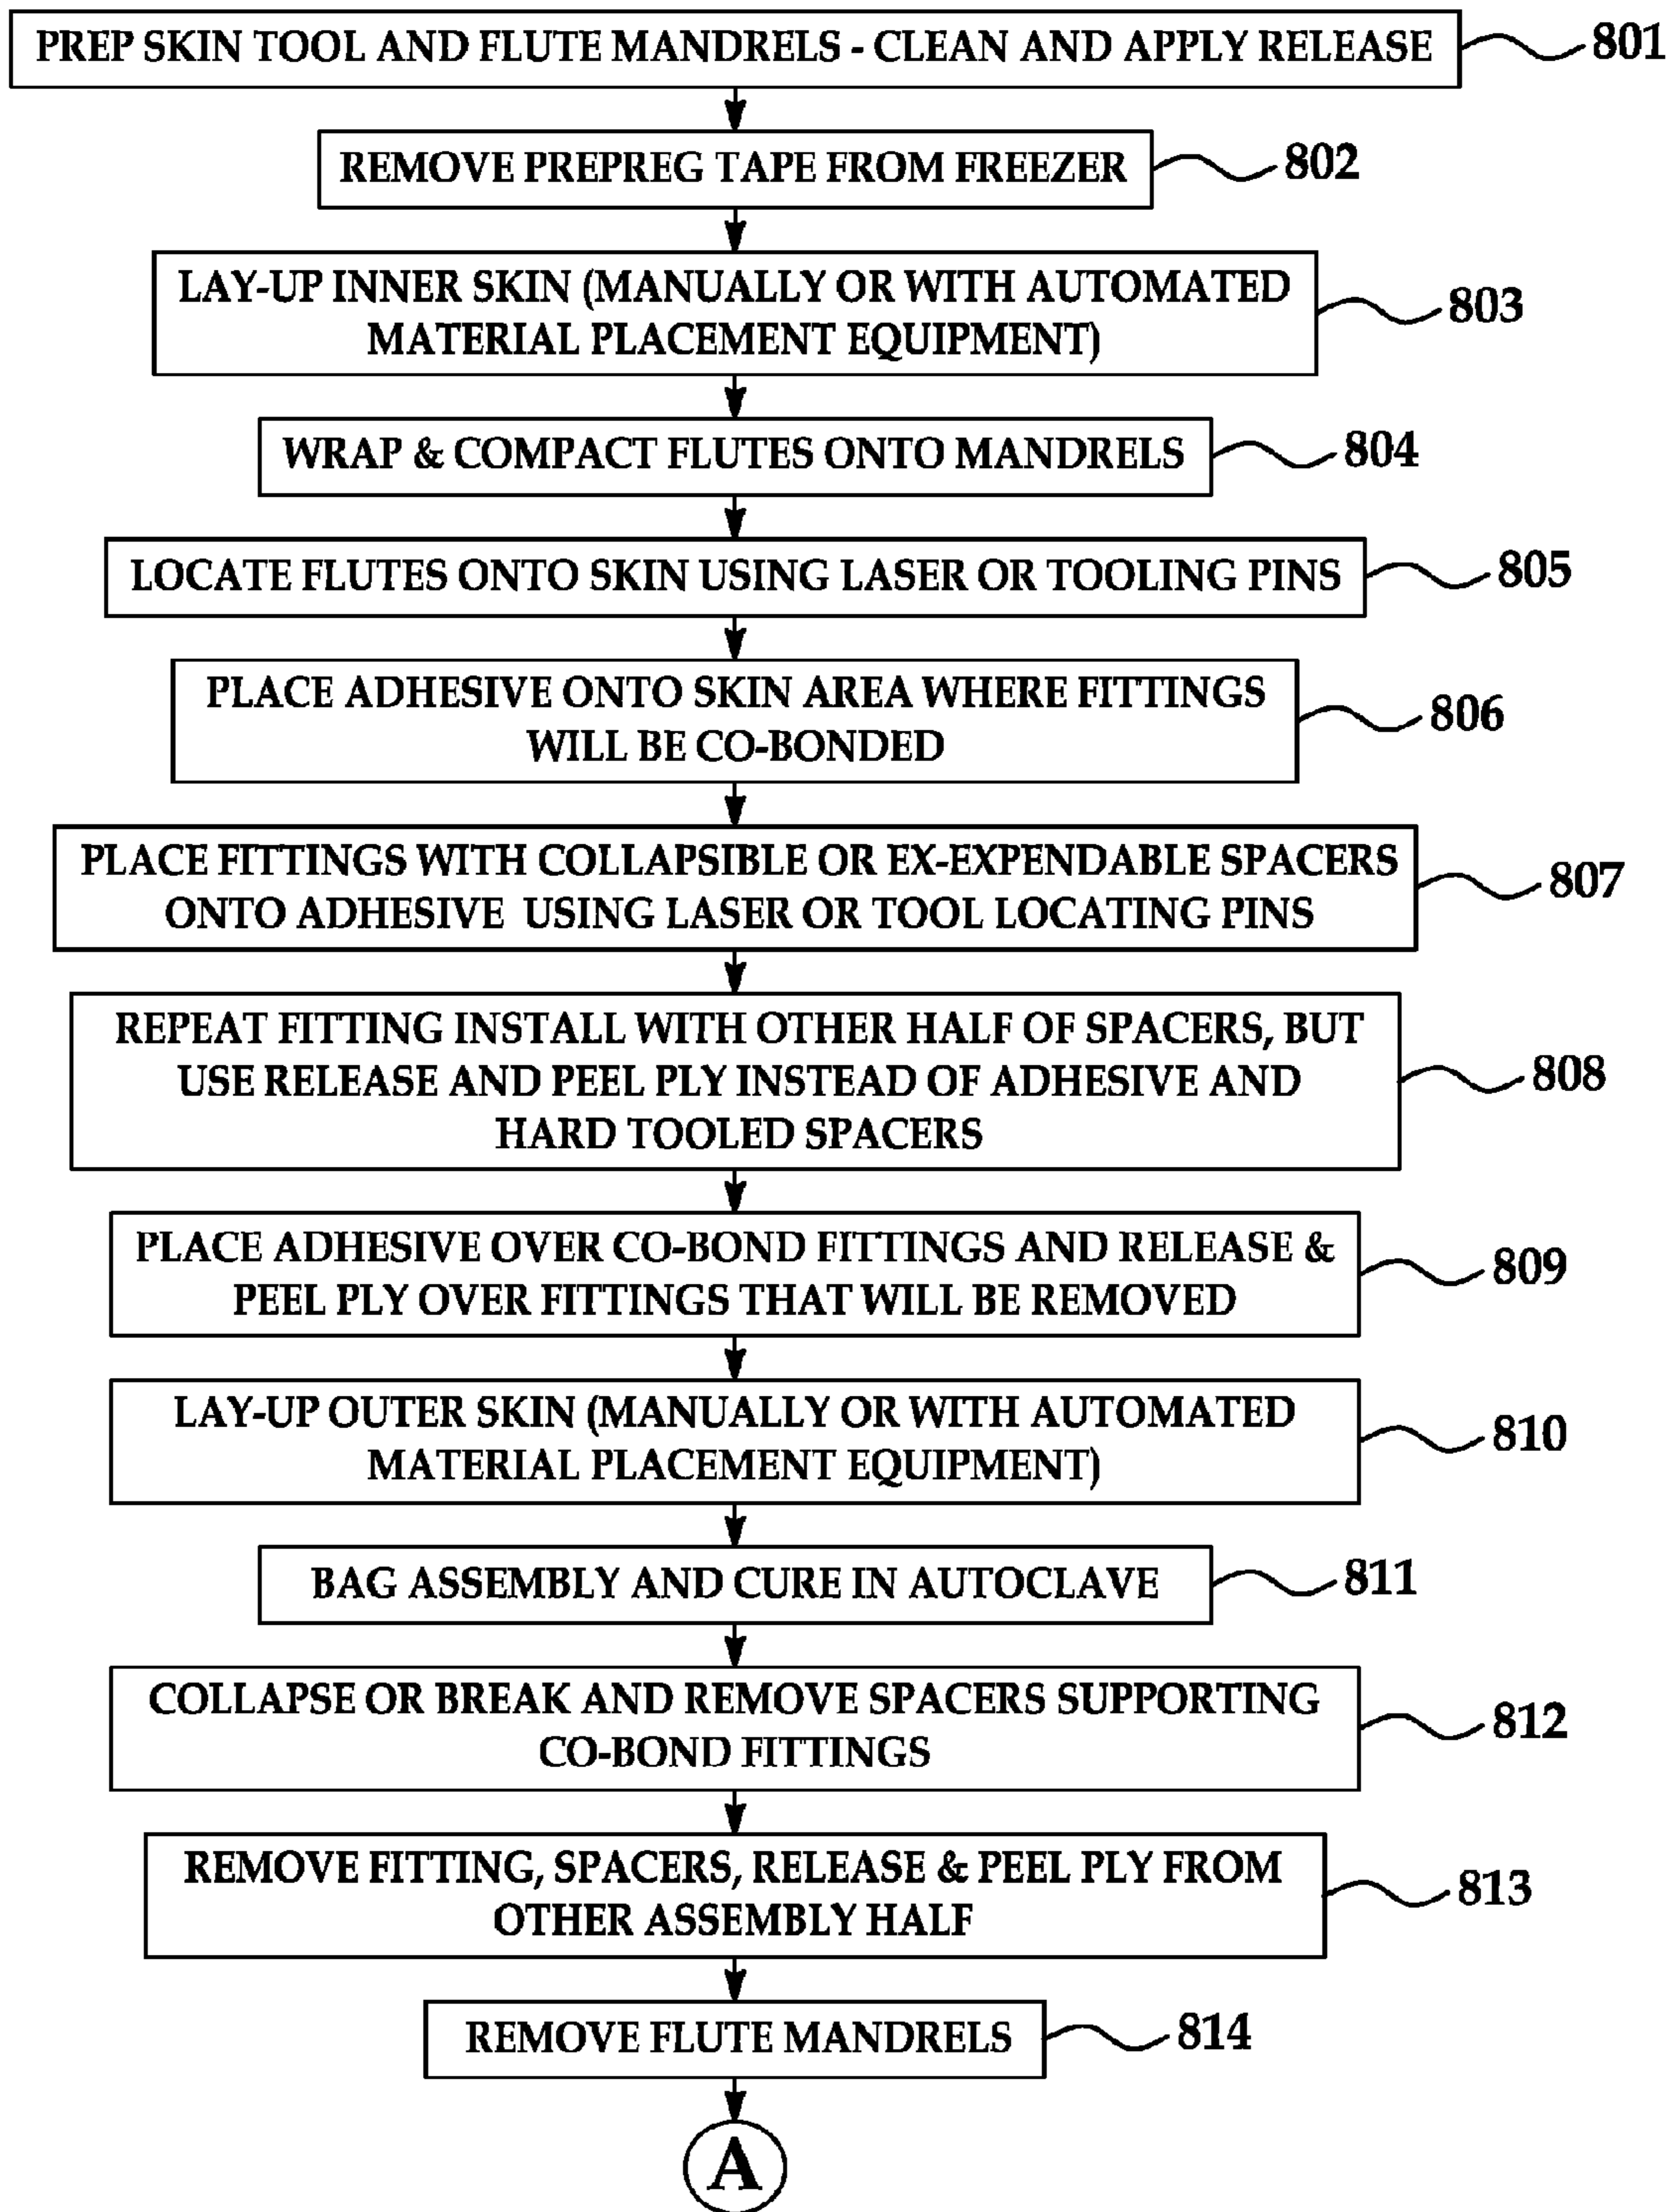 PREP SKIN TOOL AND FLUTE MANDRELS - CLEAN AND APPLY RELEASE
801
REMOVE PREPREG TAPE FROM FREEZER
802
LAY-UP INNER SKIN (MANUALLY OR WITH AUTOMATED
MATERIAL PLACEMENT EQUIPMENT)
803
WRAP & COMPACT FLUTES ONTO MANDRELS
804
LOCATE FLUTES ONTO SKIN USING LASER OR TOOLING PINS
805
PLACE ADHESIVE ONTO SKIN AREA WHERE FITTINGS
WILL BE CO-BONDED
806
PLACE FITTINGS WITH COLLAPSIBLE OR EX-EXPENDABLE SPACERS
ONTO ADHESIVE USING LASER OR TOOL LOCATING PINS
807
REPEAT FITTING INSTALL WITH OTHER HALF OF SPACERS, BUT
USE RELEASE AND PEEL PLY INSTEAD OF ADHESIVE AND
HARD TOOLED SPACERS
808
PLACE ADHESIVE OVER CO-BOND FITTINGS AND RELEASE &
PEEL PLY OVER FITTINGS THAT WILL BE REMOVED
809
LAY-UP OUTER SKIN (MANUALLY OR WITH AUTOMATED
MATERIAL PLACEMENT EQUIPMENT)
810
BAG ASSEMBLY AND CURE IN AUTOCLAVE
811
COLLAPSE OR BREAK AND REMOVE SPACERS SUPPORTING
CO-BOND FITTINGS
812
REMOVE FITTING, SPACERS, RELEASE & PEEL PLY FROM
OTHER ASSEMBLY HALF
813
REMOVE FLUTE MANDRELS
814
A